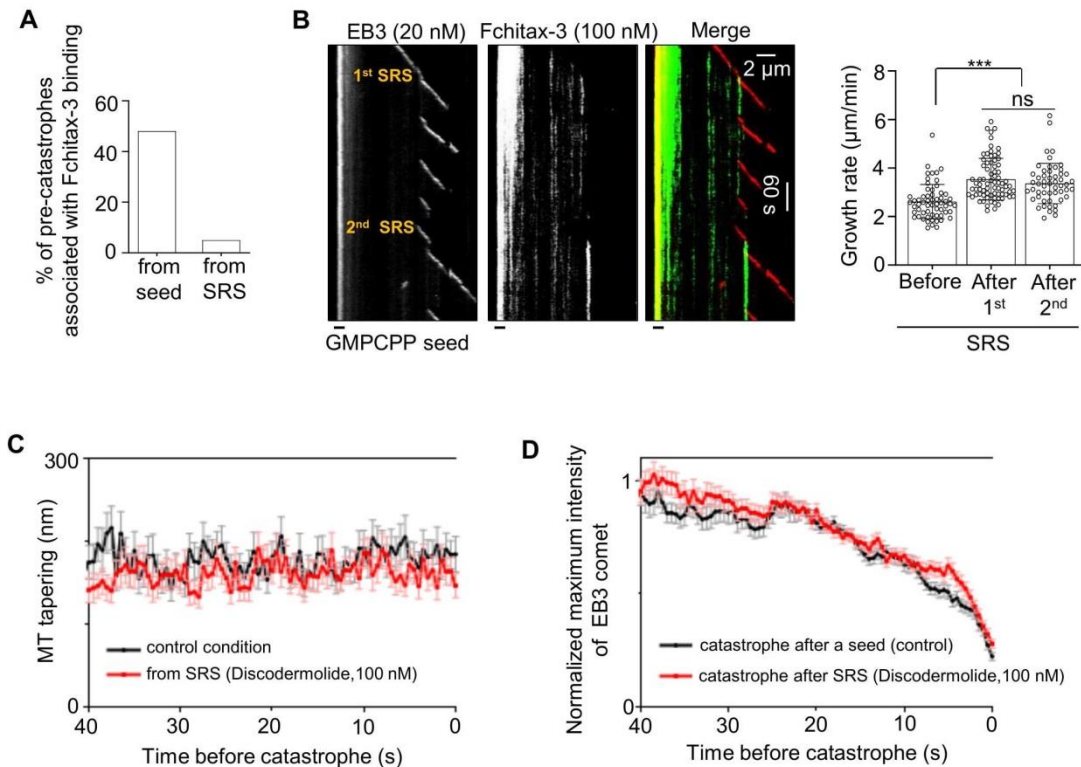 A
% of pre-catastrophes
associated with Fchitax-3 binding
60
40
20
0
from
seed
from
SRS
B
EB3 (20 nM)
Fchitax-3 (100 nM)
Merge
1st SRS
2nd SRS
2 µm
60 s
GMPCPP seed
Growth rate (µm/min)
8
6
4
2
0
***
ns
Before
After
1st
After
2nd
SRS
C
MT tapering (nm)
300
0
control condition
from SRS (Discodermolide,100 nM)
40
30
20
10
0
Time before catastrophe (s)
D
Normalized maximum intensity
of EB3 comet
1
0
catastrophe after a seed (control)
catastrophe after SRS (Discodermolide,100 nM)
40
30
20
10
0
Time before catastrophe (s)